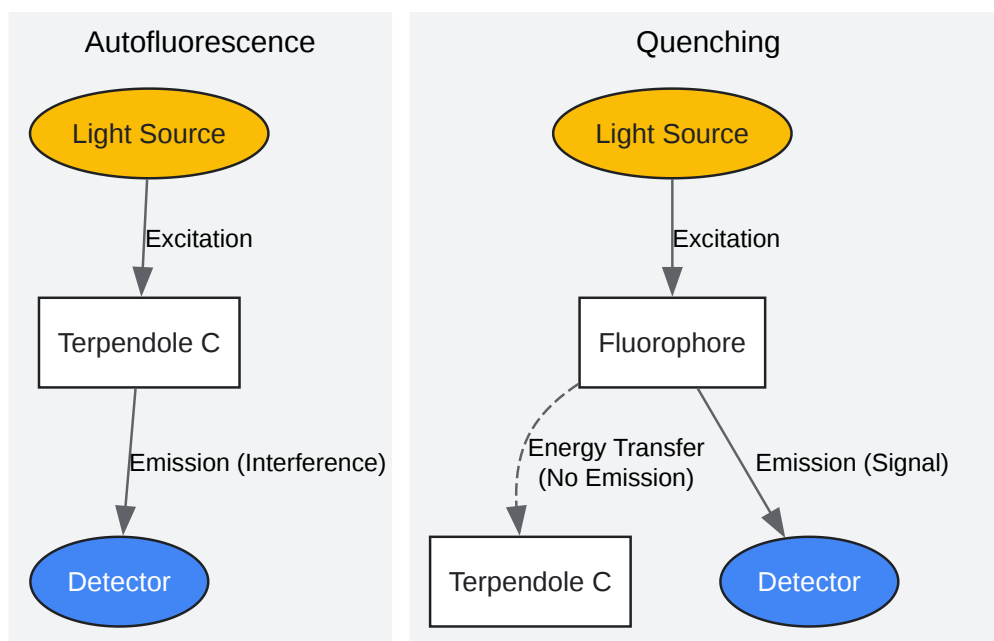 Autofluorescence
Light Source
Excitation
Terpendole C
Emission (Interference)
Detector
Quenching
Light Source
Excitation
Fluorophore
Energy Transfer
(No Emission)
Emission (Signal)
Terpendole C
Detector